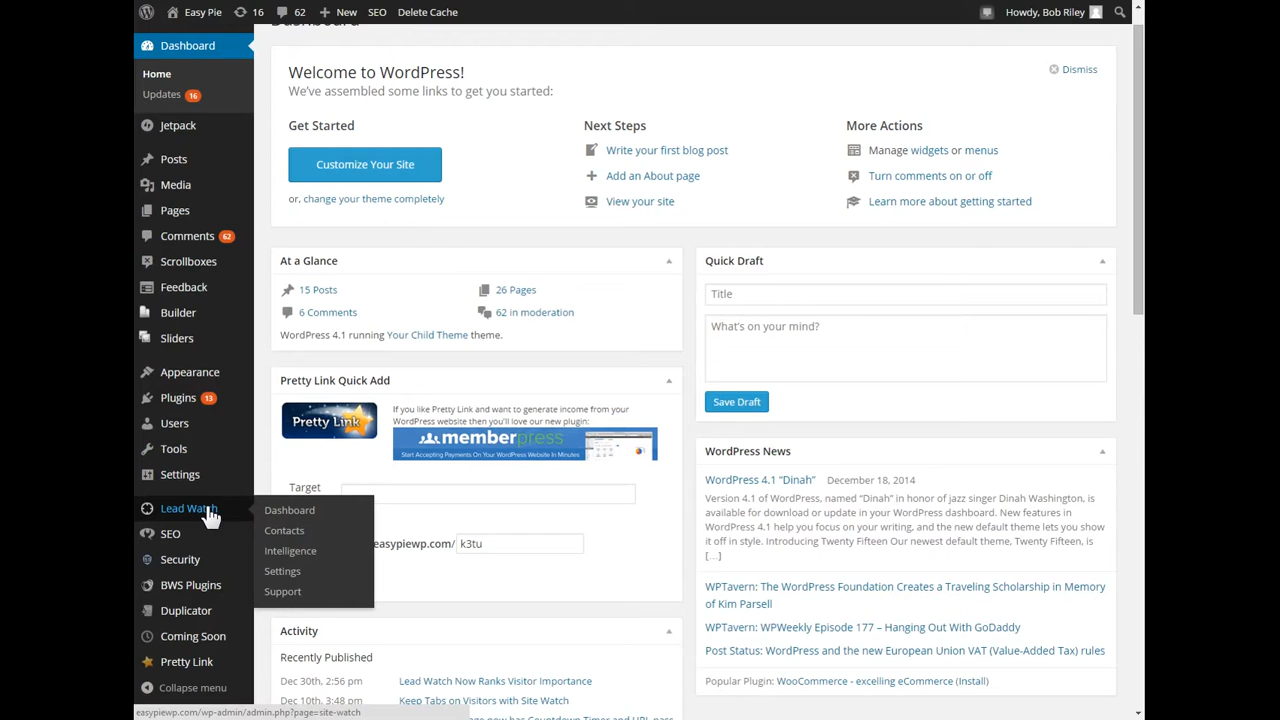 Easy Pie 16 62 New SEO Delete Cache Howdy, Bob Riley
Dashboard
Home
Updates 16
Jetpack
Posts
Media
Pages
Comments 62
Scrollboxes
Feedback
Builder
Sliders
Appearance
Plugins 13
Users
Tools
Settings
Lead Watch
SEO
Security
BWS Plugins
Duplicator
Coming Soon
Pretty Link
Collapse menu
Dashboard
Contacts
Intelligence
Settings
Support
easypiewp.com/wp-admin/admin.php?page=site-watch
Dashboard
Welcome to WordPress!
We've assembled some links to get you started:
Dismiss
Get Started
Customize Your Site
or, change your theme completely
Next Steps
Write your first blog post
Add an About page
View your site
More Actions
Manage widgets or menus
Turn comments on or off
Learn more about getting started
At a Glance
15 Posts 26 Pages
6 Comments 62 in moderation
WordPress 4.1 running Your Child Theme theme.
Pretty Link Quick Add
Pretty Link
If you like Pretty Link and want to generate income from your
WordPress website then you'll love our new plugin:
memberpress
Start Accepting Payments On Your WordPress Website In Minutes
Target
easypiewp.com/ k3tu
Activity
Recently Published
Dec 30th, 2:56 pm Lead Watch Now Ranks Visitor Importance
Dec 10th, 3:48 pm Keep Tabs on Visitors with Site Watch
Quick Draft
Title
What's on your mind?
Save Draft
WordPress News
WordPress 4.1 “Dinah” December 18, 2014
Version 4.1 of WordPress, named “Dinah” in honor of jazz singer Dinah Washington, is
available for download or update in your WordPress dashboard. New features in
WordPress 4.1 help you focus on your writing, and the new default theme lets you show
it off in style. Introducing Twenty Fifteen Our newest default theme, Twenty Fifteen,
[…]
WPTavern: The WordPress Foundation Creates a Traveling Scholarship in Memory
of Kim Parsell
WPTavern: WPWeekly Episode 177 – Hanging Out With GoDaddy
Post Status: WordPress and the new European Union VAT (Value-Added Tax) rules
Popular Plugin: WooCommerce - excelling eCommerce (Install)